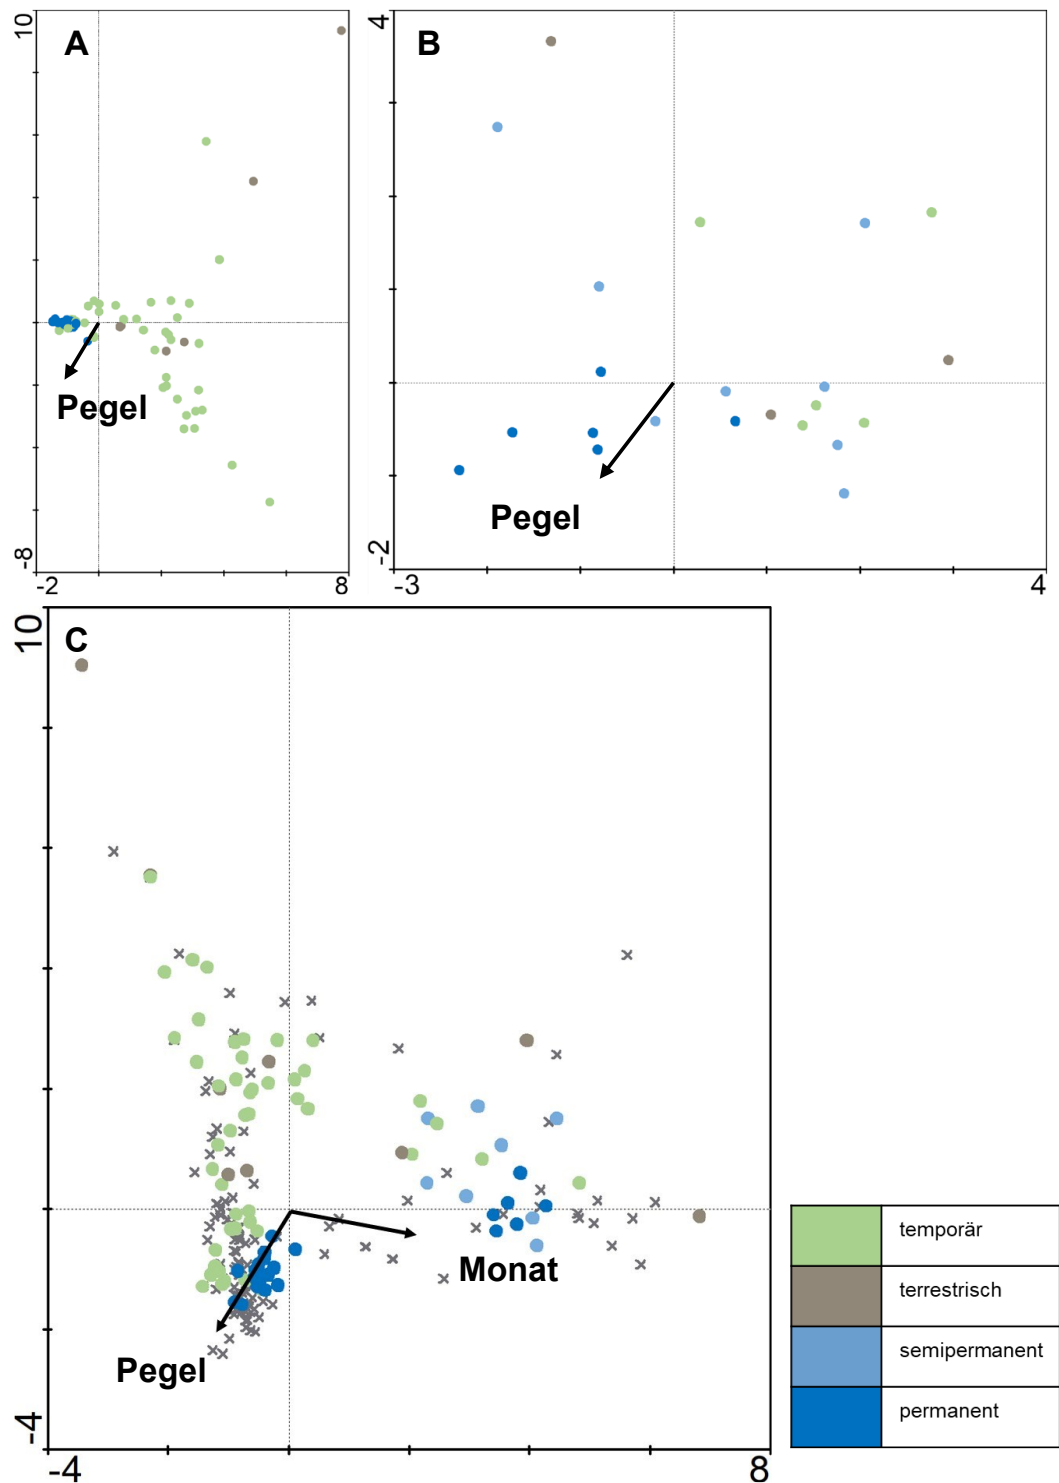 10
A
Pegel
-8
-2
8
4
B
Pegel
-2
-3
4
10
C
Monat
Pegel
-4
-4
8
temporär
terrestrisch
semipermanent
permanent